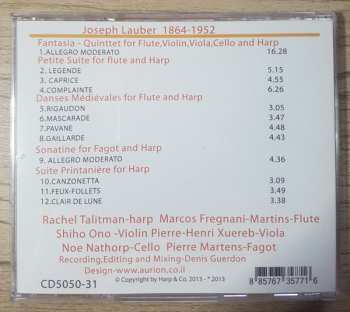 Joseph Lauber 1864-1952
Fantasia - Quinttet for Flute,Violin,Viola,Cello and Harp
1.ALLEGRO MODERATO 16.28
Petite Suite for flute and Harp
2. LEGENDE 5.15
3. CAPRICE 4.55
4.COMPLAINTE 6.26
Danses Médiévales for Flute and Harp
5.RIGAUDON 3.05
6.MASCARADE 3.47
7.PAVANE 4.48
8.GAILLARDE 4.43
Sonatine for Fagot and Harp
9. ALLEGRO MODERATO 4.36
Suite Printanière for Harp
10.CANZONETTA 3.09
11.FEUX-FOLLETS 3.49
12.CLAIR DE LUNE 3.38
Rachel Talitman-harp Marcos Fregnani-Martins-Flute
Shiho Ono -Violin Pierre-Henri Xuereb-Viola
Noe Nathorp-Cello Pierre Martens-Fagot
Recording,Editing and Mixing-Denis Guerdon
Design-www.aurion.co.il
© Copyright by Harp & Co. 2013 - ® 2013
CD5050-31
8 85767 35771 6